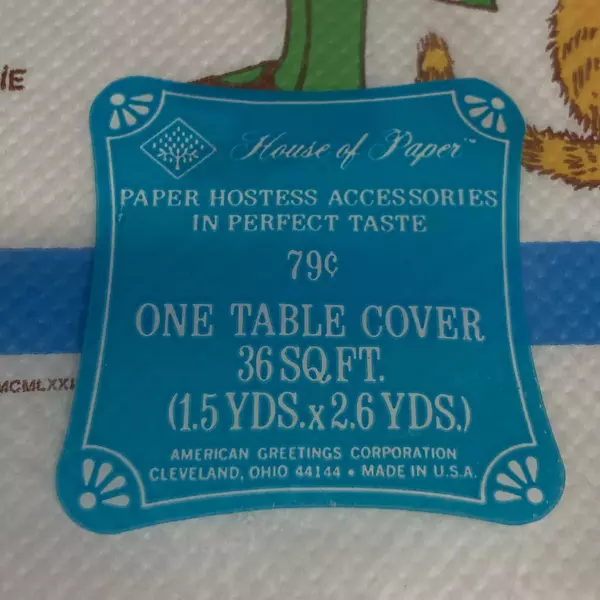 House of Paper™
PAPER HOSTESS ACCESSORIES
IN PERFECT TASTE
79¢
ONE TABLE COVER
36 SQ. FT.
(1.5 YDS. x 2.6 YDS.)
AMERICAN GREETINGS CORPORATION
CLEVELAND, OHIO 44144 • MADE IN U.S.A.